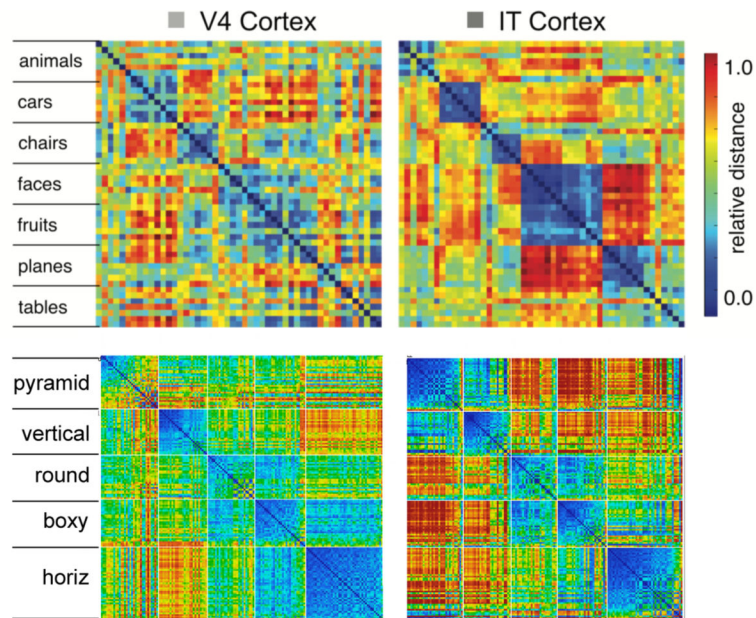 V4 Cortex
IT Cortex
animals
cars
chairs
faces
fruits
planes
tables
1.0
relative distance
0.0
pyramid
vertical
round
boxy
horiz